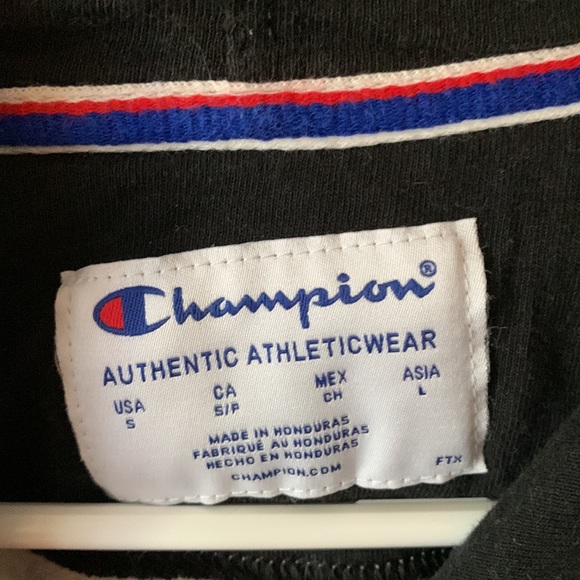 Champion®
AUTHENTIC ATHLETICWEAR
USA CA MEX ASIA
S S/P CH L
MADE IN HONDURAS
FABRIQUÉ AU HONDURAS
HECHO EN HONDURAS
CHAMPION.COM
FTX